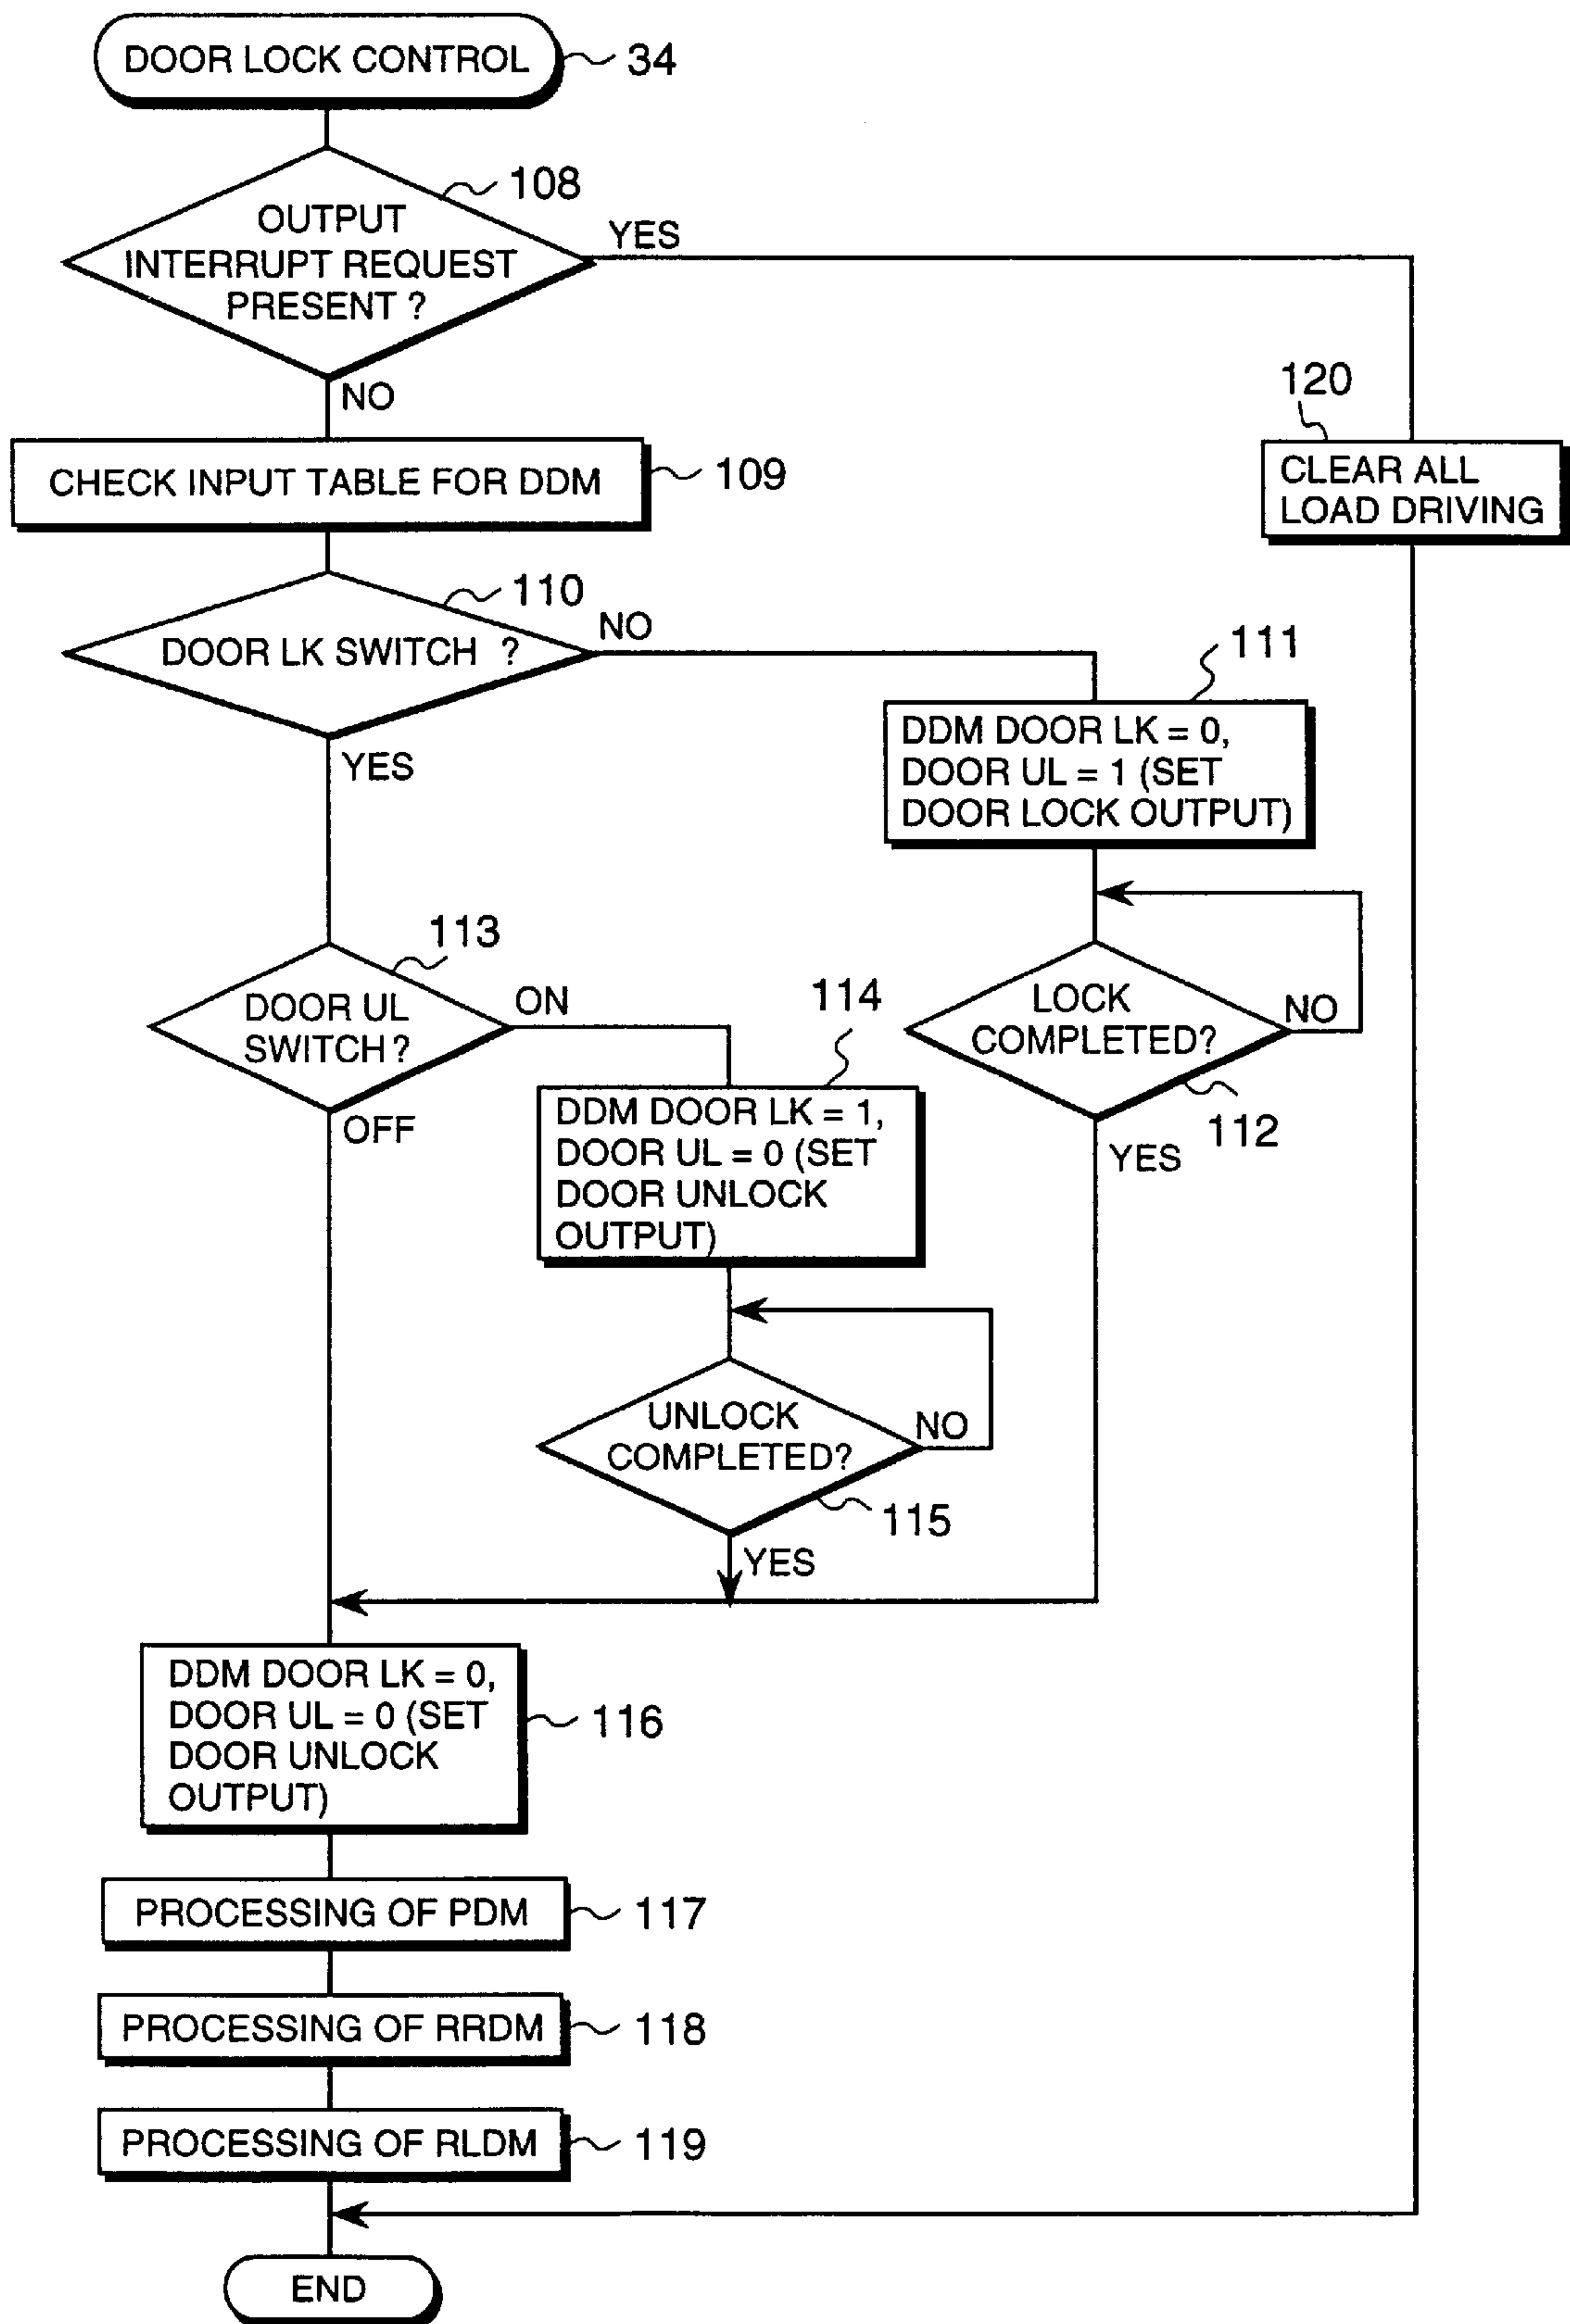 DOOR LOCK CONTROL
34
108
OUTPUT
INTERRUPT REQUEST
PRESENT ?
YES
NO
120
CLEAR ALL
LOAD DRIVING
CHECK INPUT TABLE FOR DDM
109
110
DOOR LK SWITCH ?
NO
YES
111
DDM DOOR LK = 0,
DOOR UL = 1 (SET
DOOR LOCK OUTPUT)
113
DOOR UL
SWITCH ?
ON
OFF
LOCK
COMPLETED?
NO
112
YES
114
DDM DOOR LK = 1,
DOOR UL = 0 (SET
DOOR UNLOCK
OUTPUT)
UNLOCK
COMPLETED?
NO
115
YES
DDM DOOR LK = 0,
DOOR UL = 0 (SET
DOOR UNLOCK
OUTPUT)
116
PROCESSING OF PDM
117
PROCESSING OF RRDM
118
PROCESSING OF RLDM
119
END